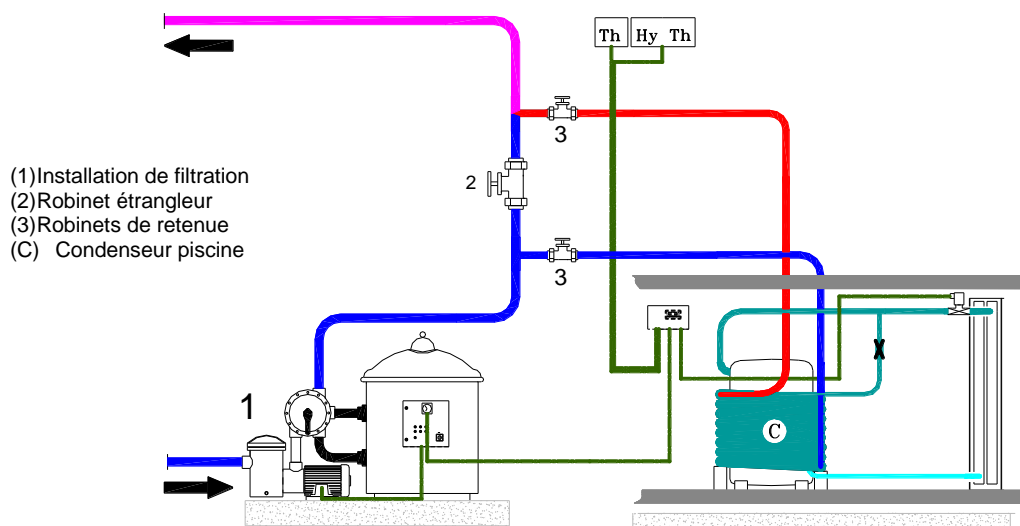 Th Hy Th
3
(1)Installation de filtration
(2)Robinet étrangleur
(3)Robinets de retenue
(C) Condenseur piscine
2
3
1
C